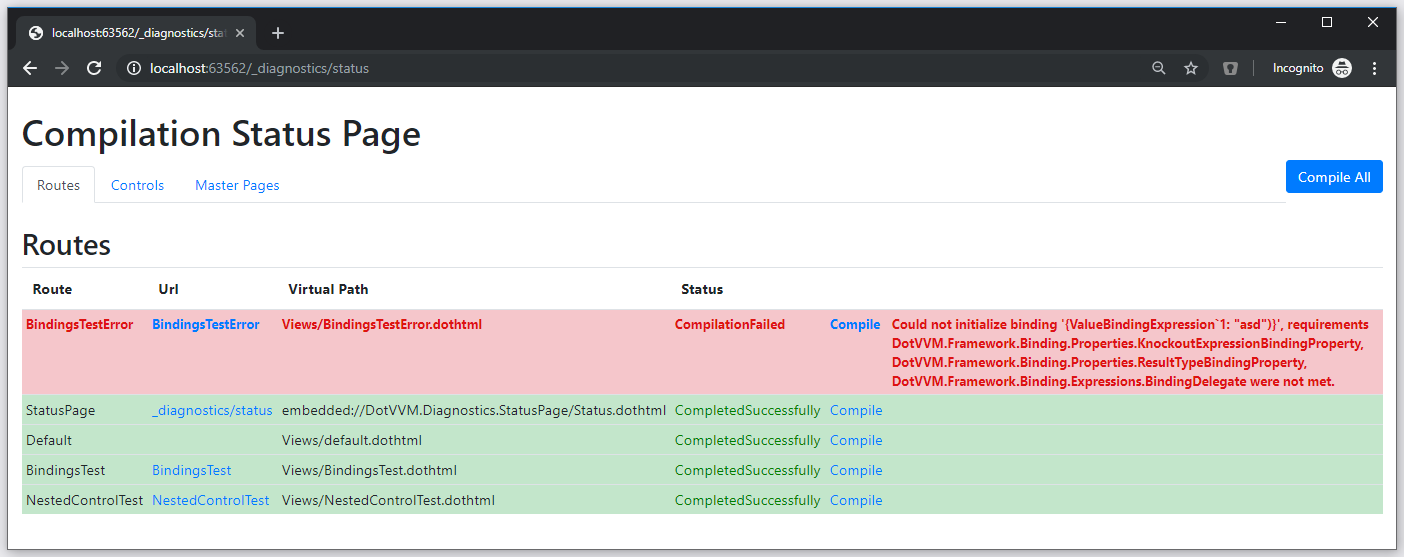 localhost:63562/_diagnostics/stat
localhost:63562/_diagnostics/status
Incognito
Compilation Status Page
Routes Controls Master Pages Compile All
Routes
Route Url Virtual Path Status
BindingsTestError BindingsTestError Views/BindingsTestError.dothtml CompilationFailed Compile Could not initialize binding '{ValueBindingExpression`1: "asd")}', requirements
DotVVM.Framework.Binding.Properties.KnockoutExpressionBindingProperty,
DotVVM.Framework.Binding.Properties.ResultTypeBindingProperty,
DotVVM.Framework.Binding.Expressions.BindingDelegate were not met.
StatusPage _diagnostics/status embedded://DotVVM.Diagnostics.StatusPage/Status.dothtml CompletedSuccessfully Compile
Default Views/default.dothtml CompletedSuccessfully Compile
BindingsTest BindingsTest Views/BindingsTest.dothtml CompletedSuccessfully Compile
NestedControlTest NestedControlTest Views/NestedControlTest.dothtml CompletedSuccessfully Compile